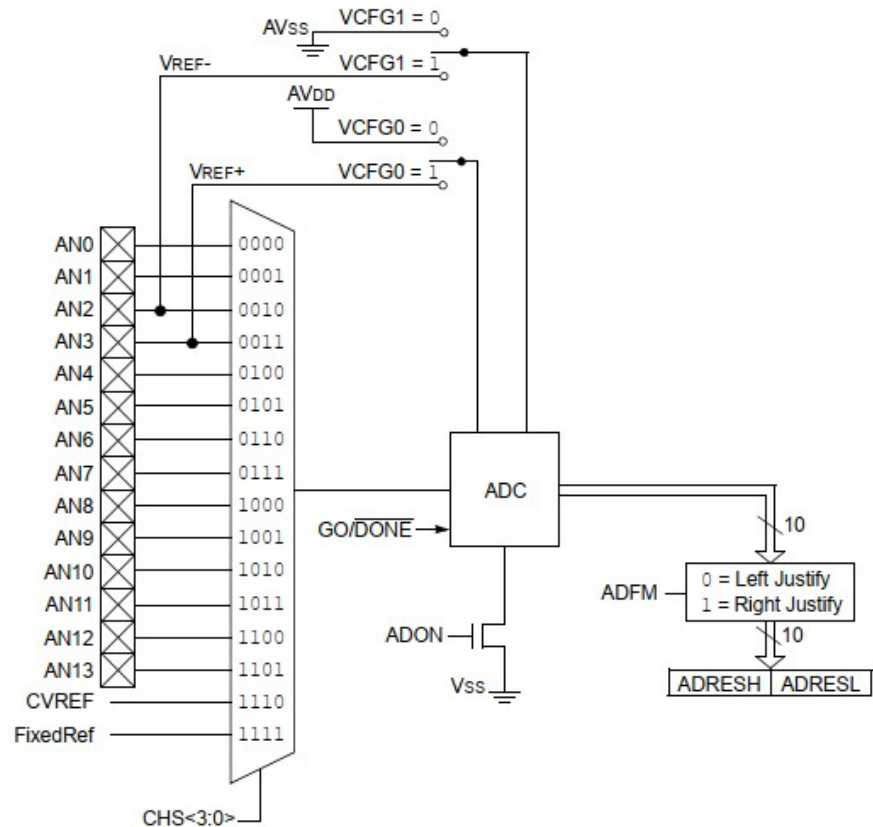 AVSS
VCFG1 = 0
VREF-
VCFG1 = 1
AVDD
VCFG0 = 0
VREF+
VCFG0 = 1
AN0
0000
AN1
0001
AN2
0010
AN3
0011
AN4
0100
AN5
0101
AN6
0110
AN7
0111
AN8
1000
AN9
1001
AN10
1010
AN11
1011
AN12
1100
AN13
1101
CVREF
1110
FixedRef
1111
CHS<3:0>
ADC
GO/DONE
ADON
VSS
10
ADFM
0 = Left Justify
1 = Right Justify
10
ADRESH
ADRESL